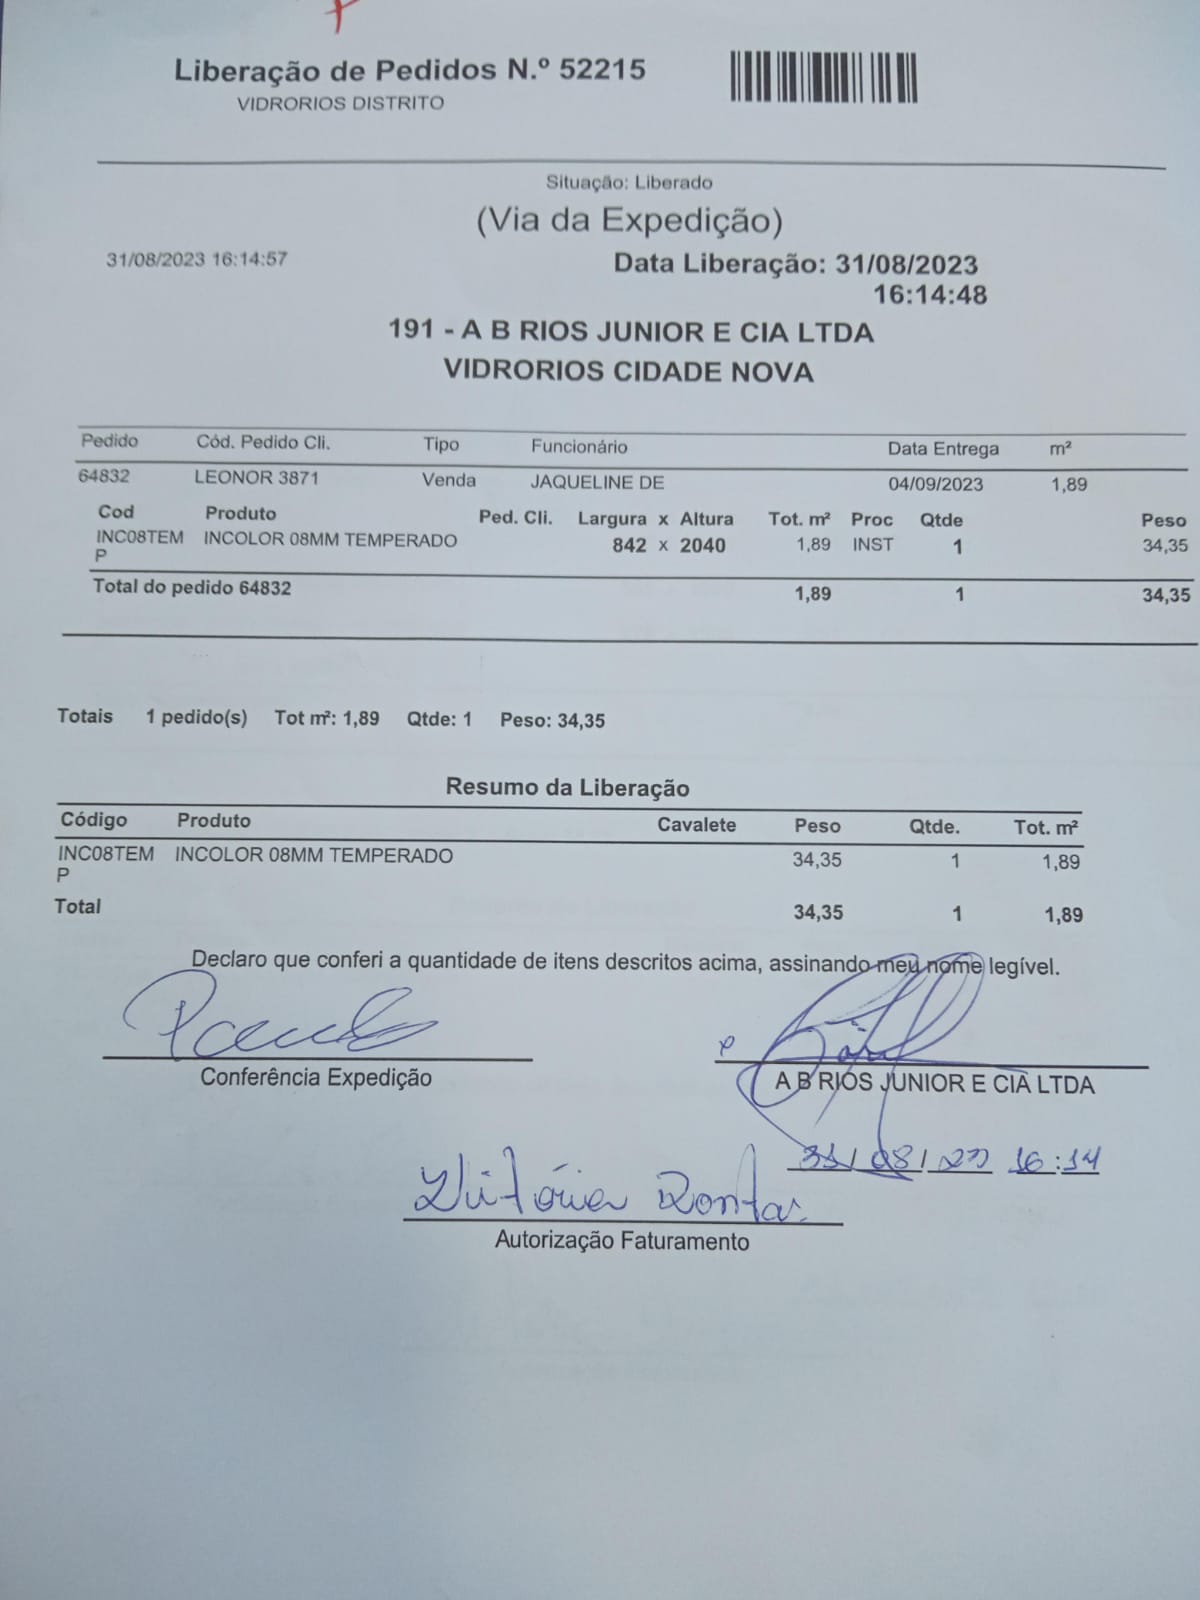 Liberação de Pedidos N.º 52215
VIDRORIOS DISTRITO
Situação: Liberado
(Via da Expedição)
31/08/2023 16:14:57 Data Liberação: 31/08/2023
16:14:48
191 - A B RIOS JUNIOR E CIA LTDA
VIDRORIOS CIDADE NOVA
Pedido Cód. Pedido Cli. Tipo Funcionário Data Entrega m²
64832 LEONOR 3871 Venda JAQUELINE DE 04/09/2023 1,89
Cod Produto Ped. Cli. Largura x Altura Tot. m² Proc Qtde Peso
INC08TEM INCOLOR 08MM TEMPERADO 842 x 2040 1,89 INST 1 34,35
P
Total do pedido 64832 1,89 1 34,35
Totais 1 pedido(s) Tot m²: 1,89 Qtde: 1 Peso: 34,35
Resumo da Liberação
Código Produto Cavalete Peso Qtde. Tot. m²
INC08TEM INCOLOR 08MM TEMPERADO 34,35 1 1,89
P
Total 34,35 1 1,89
Declaro que conferi a quantidade de itens descritos acima, assinando meu nome legível.
Conferência Expedição A B RIOS JUNIOR E CIA LTDA
31/08/23 16:14
Vitória
Autorização Faturamento